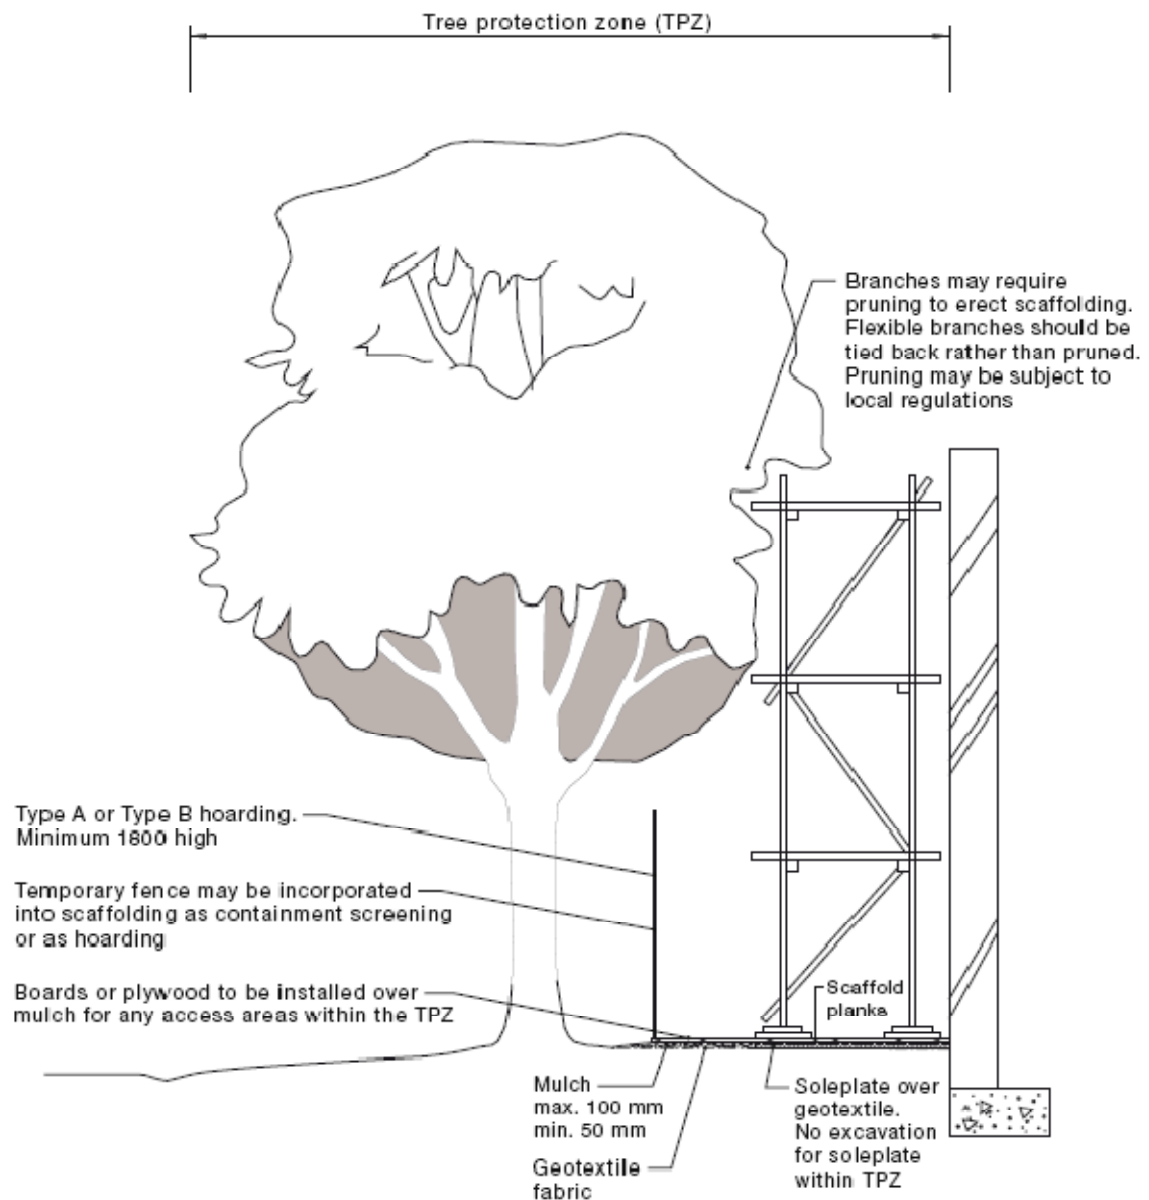 Tree protection zone (TPZ)
Branches may require
pruning to erect scaffolding.
Flexible branches should be
tied back rather than pruned.
Pruning may be subject to
local regulations
Type A or Type B hoarding.
Minimum 1800 high
Temporary fence may be incorporated
into scaffolding as containment screening
or as hoarding
Boards or plywood to be installed over
mulch for any access areas within the TPZ
Scaffold
planks
Mulch
max. 100 mm
min. 50 mm
Geotextile
fabric
Soleplate over
geotextile.
No excavation
for soleplate
within TPZ